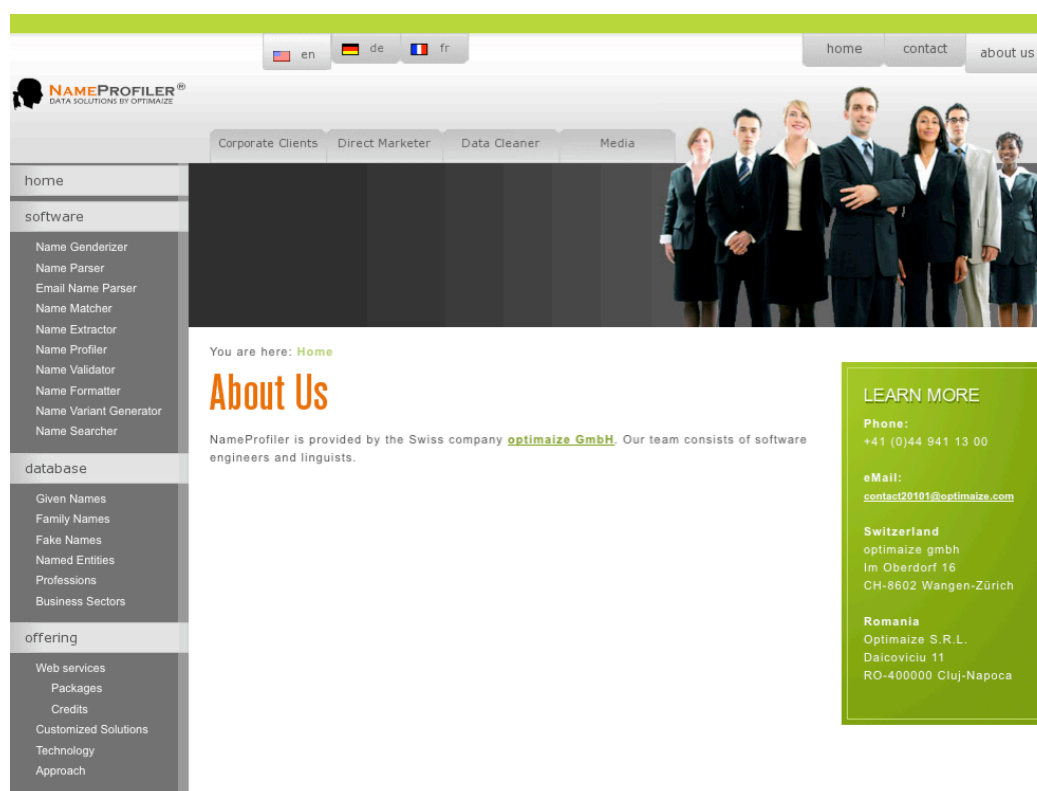 en
de
fr
home
contact
about us
NAMEPROFILER®
DATA SOLUTIONS BY OPTIMAIZE
Corporate Clients
Direct Marketer
Data Cleaner
Media
home
software
Name Genderizer
Name Parser
Email Name Parser
Name Matcher
Name Extractor
Name Profiler
Name Validator
Name Formatter
Name Variant Generator
Name Searcher
database
Given Names
Family Names
Fake Names
Named Entities
Professions
Business Sectors
offering
Web services
Packages
Credits
Customized Solutions
Technology
Approach
You are here: Home
About Us
NameProfiler is provided by the Swiss company optimaize GmbH. Our team consists of software
engineers and linguists.
LEARN MORE
Phone:
+41 (0)44 941 13 00
eMail:
contact20101@optimaize.com
Switzerland
optimaize gmbh
Im Oberdorf 16
CH-8602 Wangen-Zürich
Romania
Optimaize S.R.L.
Daicoviciu 11
RO-400000 Cluj-Napoca